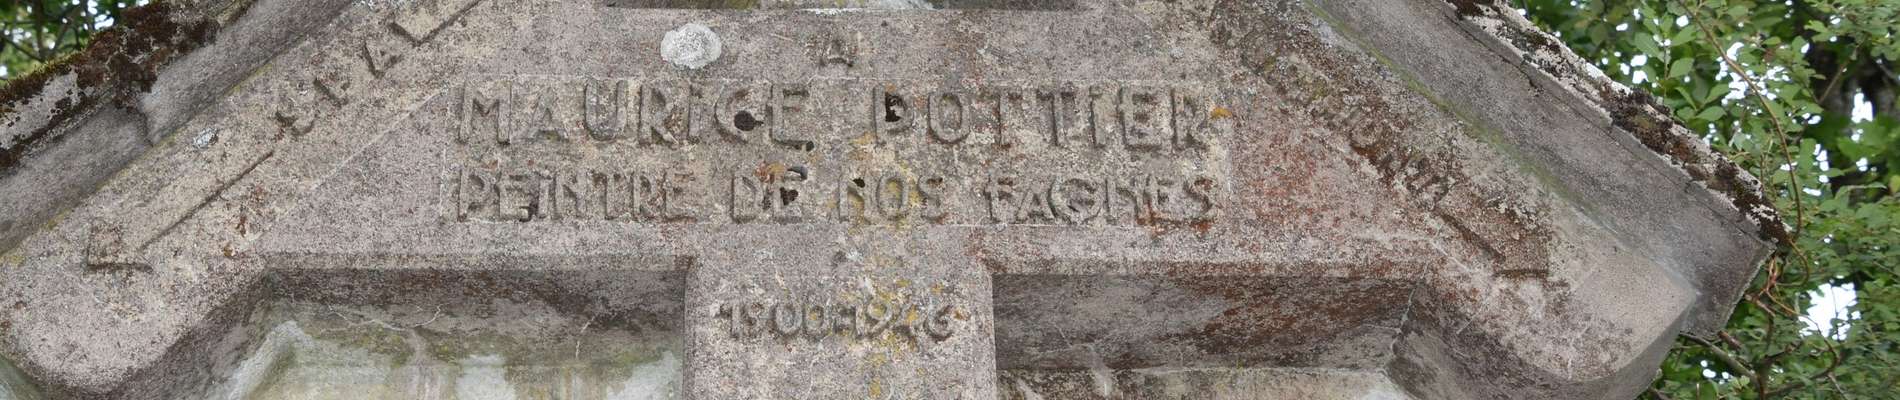 A
MAURICE POTTIER
PEINTRE DE NOS FAGNES
1900-1946